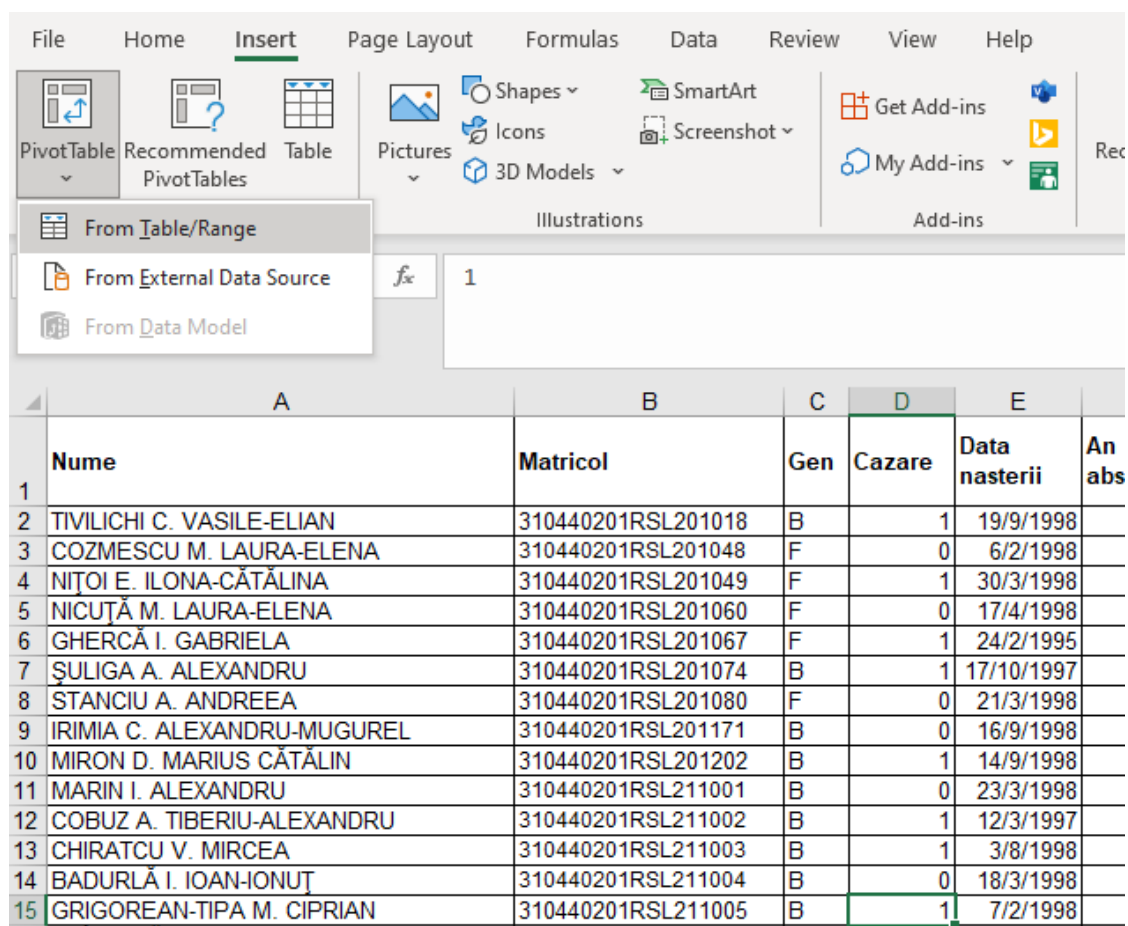 File Home Insert Page Layout Formulas Data Review View Help
Shapes SmartArt
Get Add-ins
Icons Screenshot
PivotTable Recommended PivotTables Table Pictures
3D Models My Add-ins
Illustrations Add-ins
From Table/Range
From External Data Source fx 1
From Data Model
A B C D E
1 Nume Matricol Gen Cazare Data nasterii An
2 TIVILICHI C. VASILE-ELIAN 310440201RSL201018 B 1 19/9/1998
3 COZMESCU M. LAURA-ELENA 310440201RSL201048 F 0 6/2/1998
4 NIŢOI E. ILONA-CĂTĂLINA 310440201RSL201049 F 1 30/3/1998
5 NICUŢĂ M. LAURA-ELENA 310440201RSL201060 F 0 17/4/1998
6 GHERCĂ I. GABRIELA 310440201RSL201067 F 1 24/2/1995
7 ŞULIGA A. ALEXANDRU 310440201RSL201074 B 1 17/10/1997
8 STANCIU A. ANDREEA 310440201RSL201080 F 0 21/3/1998
9 IRIMIA C. ALEXANDRU-MUGUREL 310440201RSL201171 B 0 16/9/1998
10 MIRON D. MARIUS CĂTĂLIN 310440201RSL201202 B 1 14/9/1998
11 MARIN I. ALEXANDRU 310440201RSL211001 B 0 23/3/1998
12 COBUZ A. TIBERIU-ALEXANDRU 310440201RSL211002 B 1 12/3/1997
13 CHIRATCU V. MIRCEA 310440201RSL211003 B 1 3/8/1998
14 BADURLĂ I. IOAN-IONUŢ 310440201RSL211004 B 0 18/3/1998
15 GRIGOREAN-TIPA M. CIPRIAN 310440201RSL211005 B 1 7/2/1998